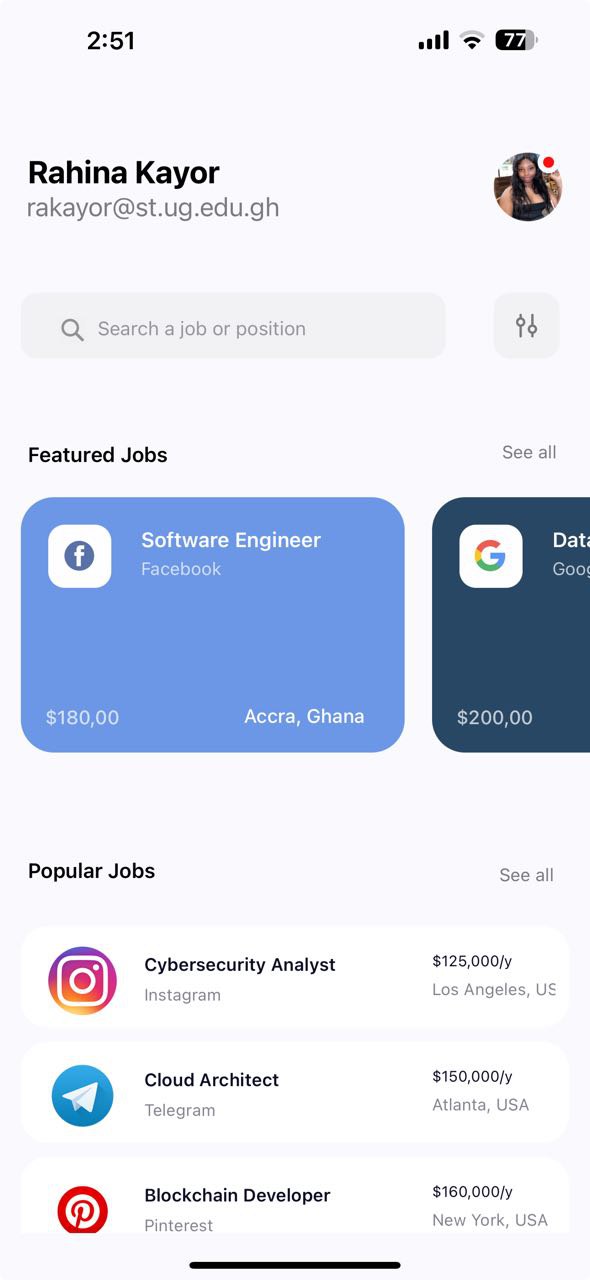 2:51
77
Rahina Kayor
rakayor@st.ug.edu.gh
Search a job or position
Featured Jobs
See all
Software Engineer
Facebook
$180,00
Accra, Ghana
Data
Goog
$200,00
Popular Jobs
See all
Cybersecurity Analyst
Instagram
$125,000/y
Los Angeles, US
Cloud Architect
Telegram
$150,000/y
Atlanta, USA
Blockchain Developer
Pinterest
$160,000/y
New York, USA